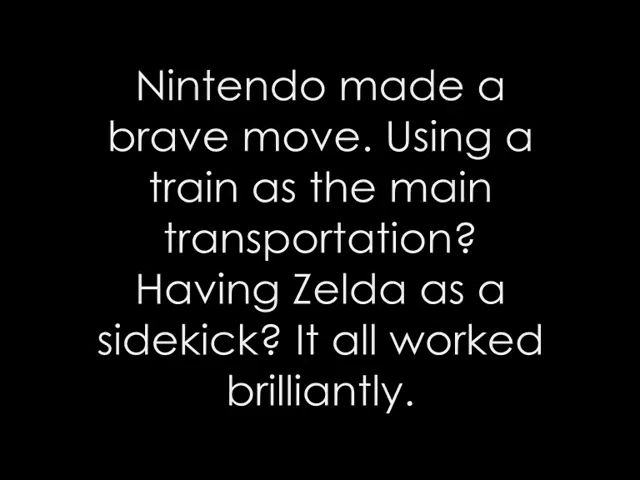 Nintendo made a
brave move. Using a
train as the main
transportation?
Having Zelda as a
sidekick? It all worked
brilliantly.